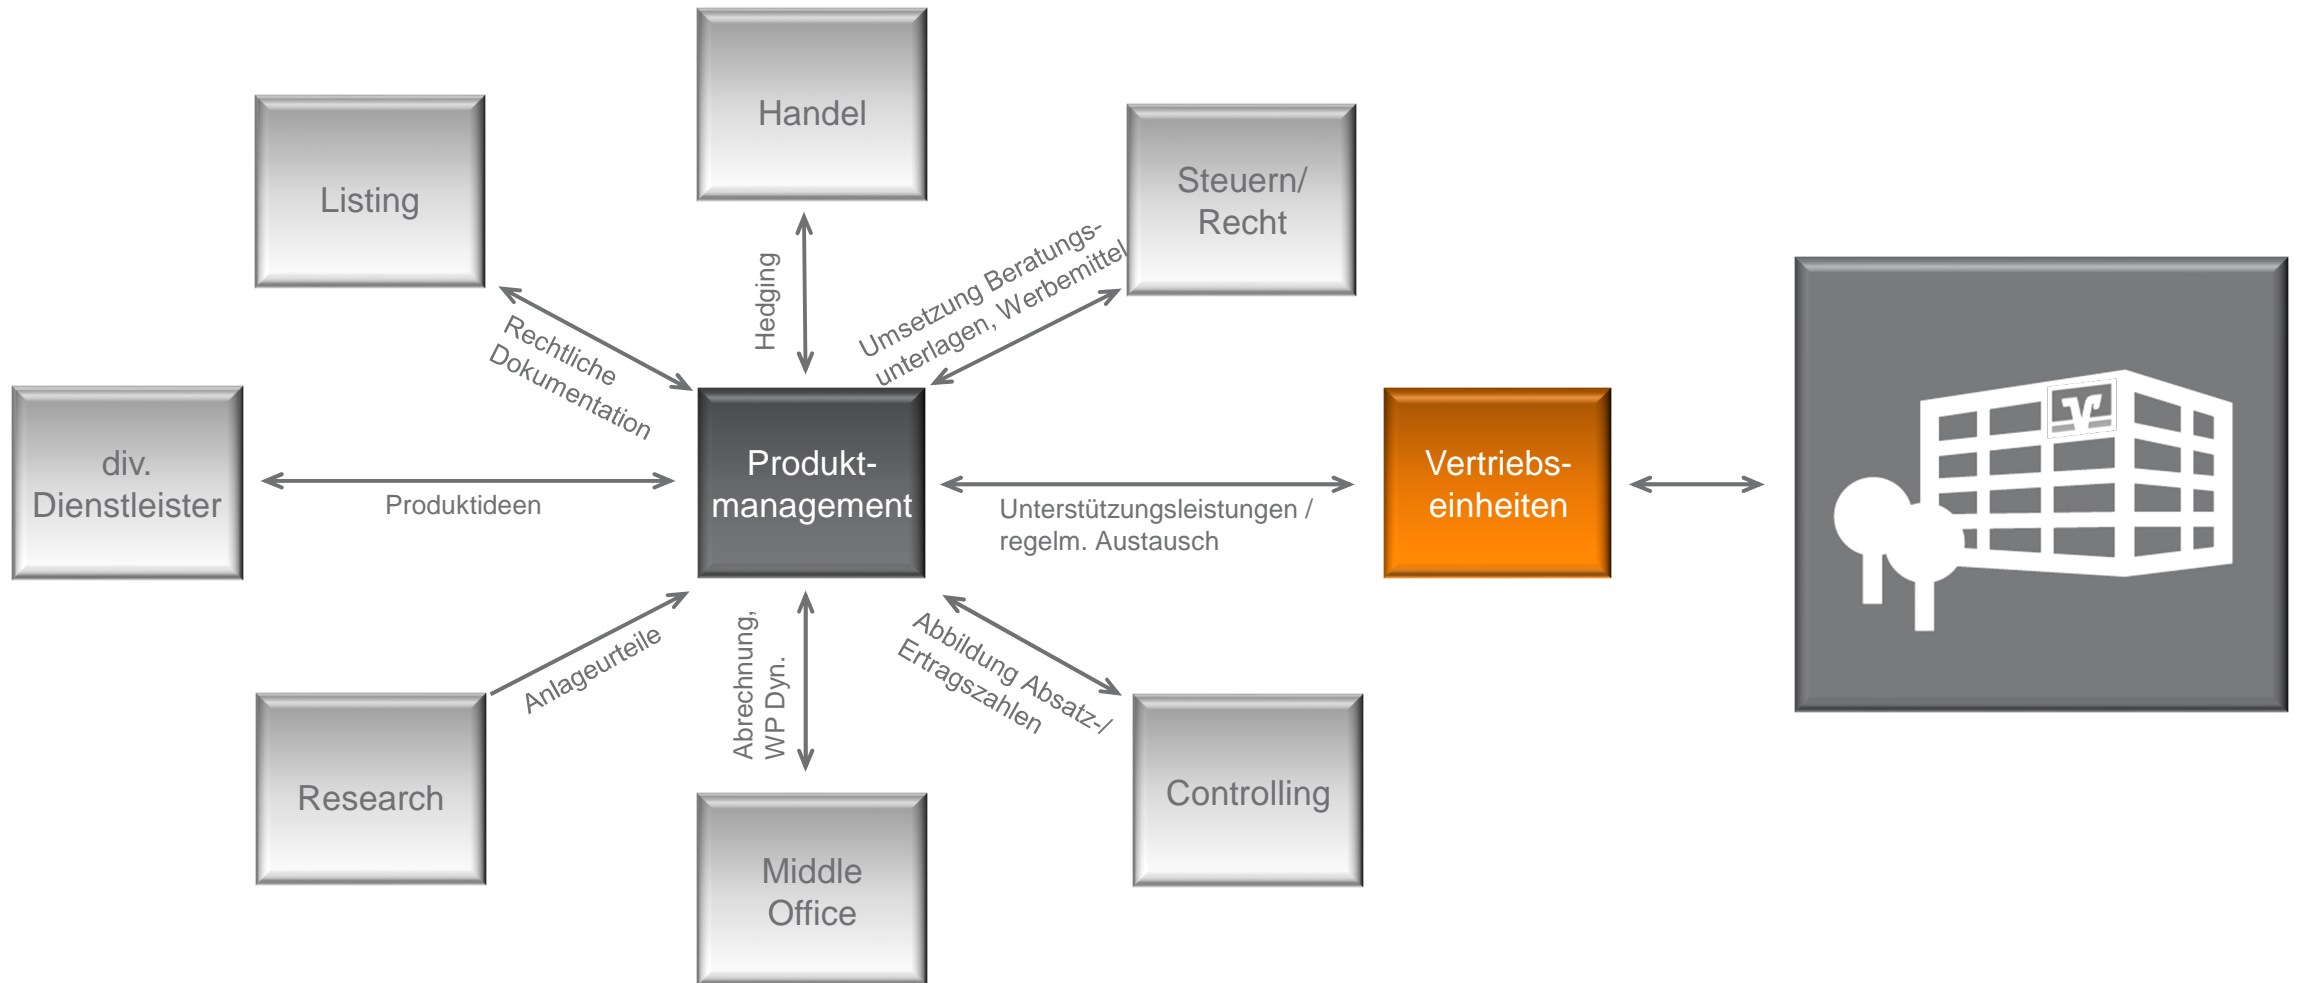 Handel
Listing
Steuern/
Recht
Hedging
Umsetzung Beratungs-
unterlagen, Werbemittel
Rechtliche
Dokumentation
div.
Dienstleister
Produktideen
Produkt-
management
Unterstützungsleistungen /
regelm. Austausch
Vertriebs-
einheiten
Anlageurteile
Abrechnung,
WP Dyn.
Abbildung Absatz-/
Ertragszahlen
Research
Middle
Office
Controlling